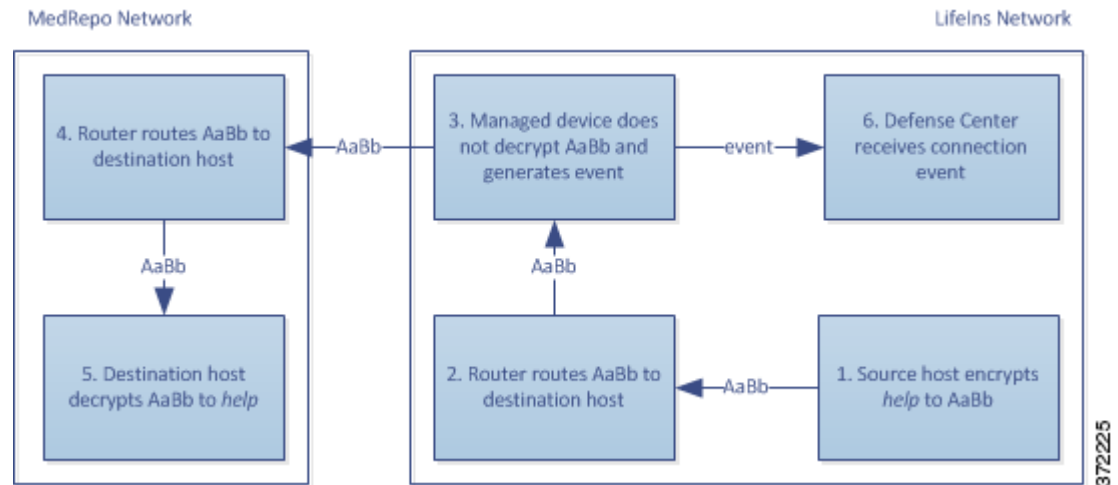 MedRepo Network
LifeIns Network
4. Router routes AaBb to
destination host
AaBb
3. Managed device does
not decrypt AaBb and
generates event
event
6. Defense Center
receives connection
event
AaBb
AaBb
5. Destination host
decrypts AaBb to help
2. Router routes AaBb to
destination host
AaBb
1. Source host encrypts
help to AaBb
372225